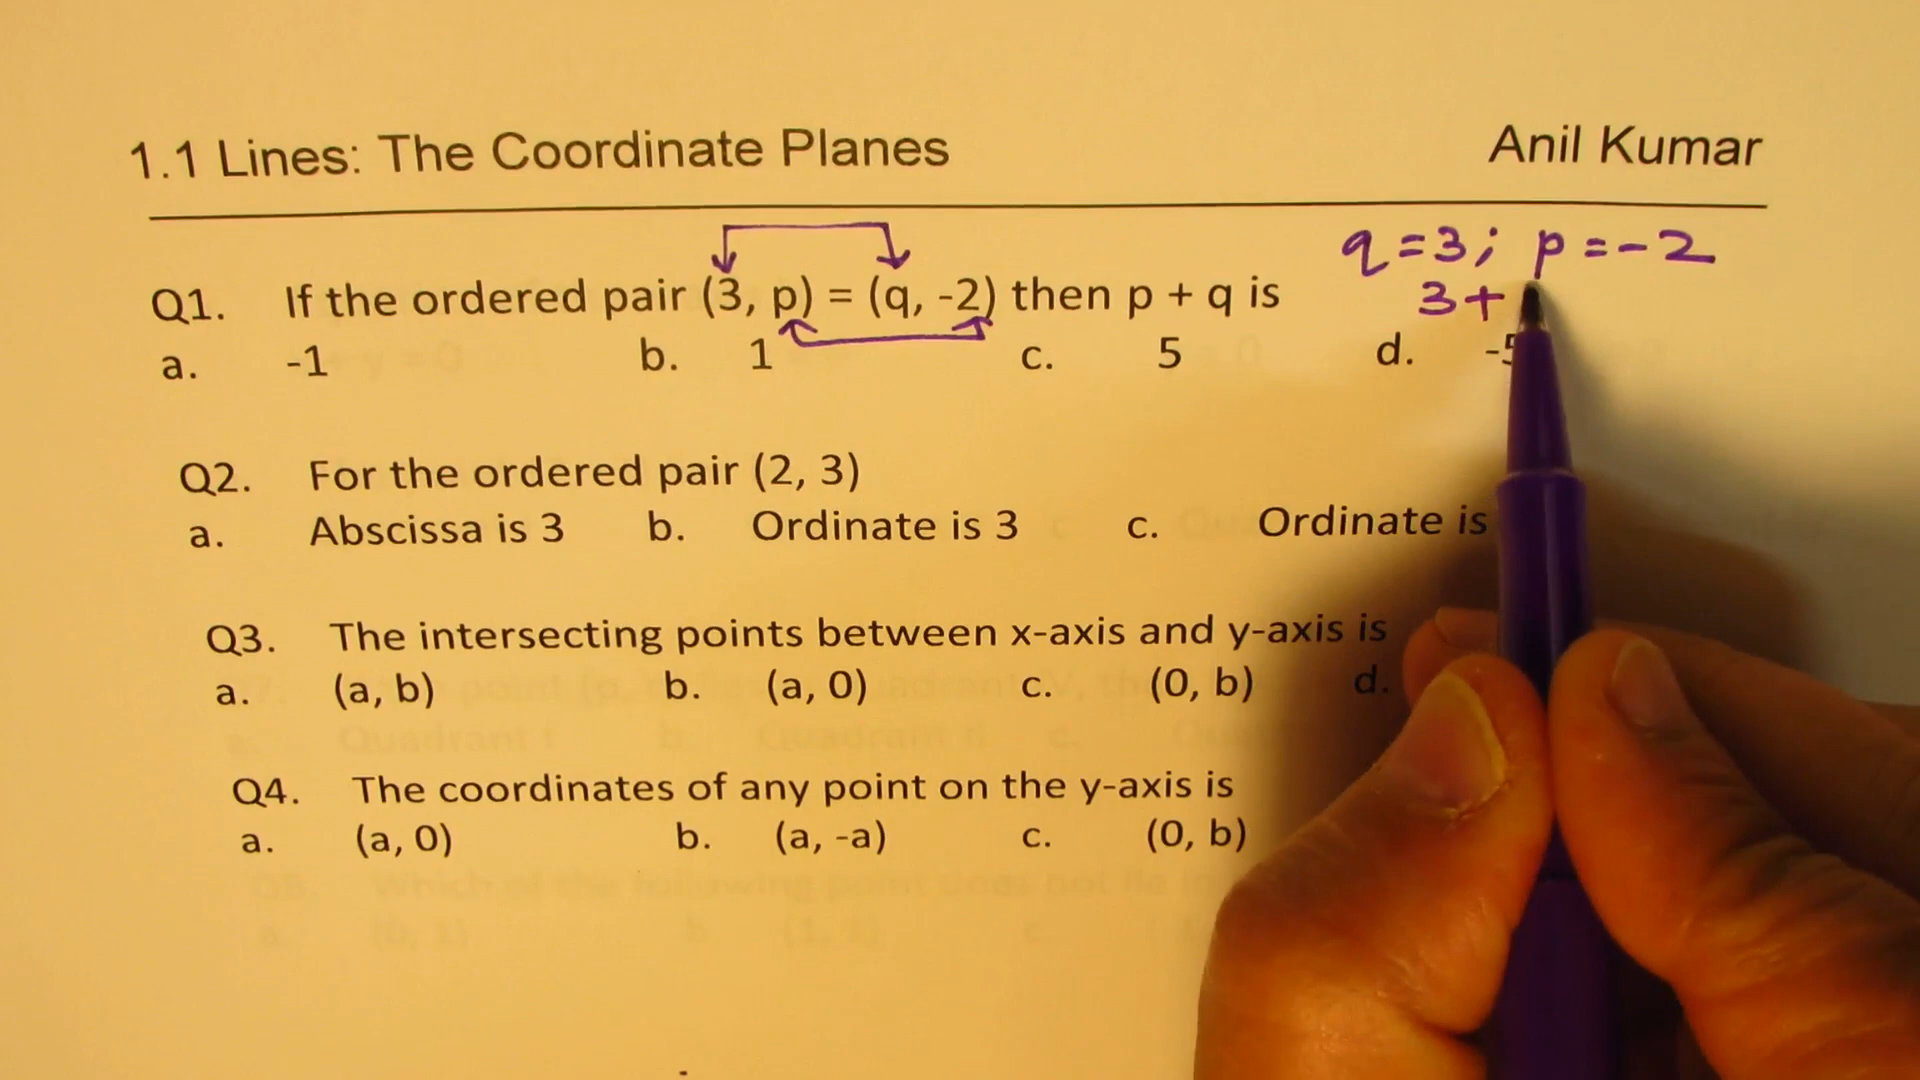 1.1 Lines: The Coordinate Planes Anil Kumar
q = 3; p = -2
Q1. If the ordered pair (3, p) = (q, -2) then p + q is 3 +
a. -1 b. 1 c. 5 d.
Q2. For the ordered pair (2, 3)
a. Abscissa is 3 b. Ordinate is 3 c. Ordinate is
Q3. The intersecting points between x-axis and y-axis is
a. (a, b) b. (a, 0) c. (0, b) d.
Q4. The coordinates of any point on the y-axis is
a. (a, 0) b. (a, -a) c. (0, b)